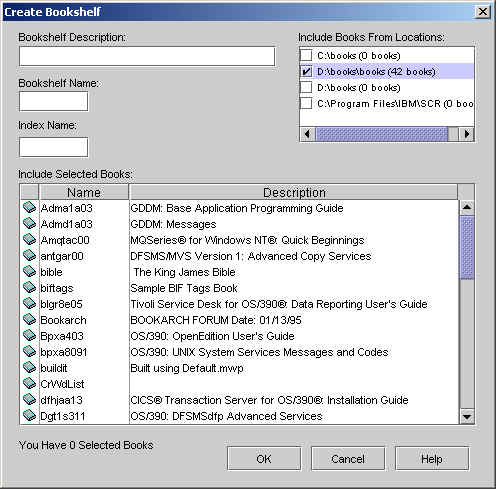 Create Bookshelf
Bookshelf Description:
Include Books From Locations:
C:\books (0 books)
D:\books\books (42 books)
D:\books (0 books)
C:\Program Files\IBM\SCR (0 boo
Bookshelf Name:
Index Name:
Include Selected Books:
Name Description
Adma1a03 GDDM: Base Application Programming Guide
Admd1a03 GDDM: Messages
Amqtac00 MQSeries® for Windows NT®: Quick Beginnings
antgar00 DFSMS/MVS Version 1: Advanced Copy Services
bible The King James Bible
biftags Sample BIF Tags Book
blgr8e05 Tivoli Service Desk for OS/390®: Data Reporting User's Guide
Bookarch BOOKARCH FORUM Date: 01/13/95
Bpxa403 OS/390: OpenEdition User's Guide
bpxa8091 OS/390: UNIX System Services Messages and Codes
buildit Built using Default.mwp
CrWdList
dfhjaa13 CICS® Transaction Server for OS/390®: Installation Guide
Dgt1s311 OS/390: DFSMSdfp Advanced Services
You Have 0 Selected Books
OK Cancel Help